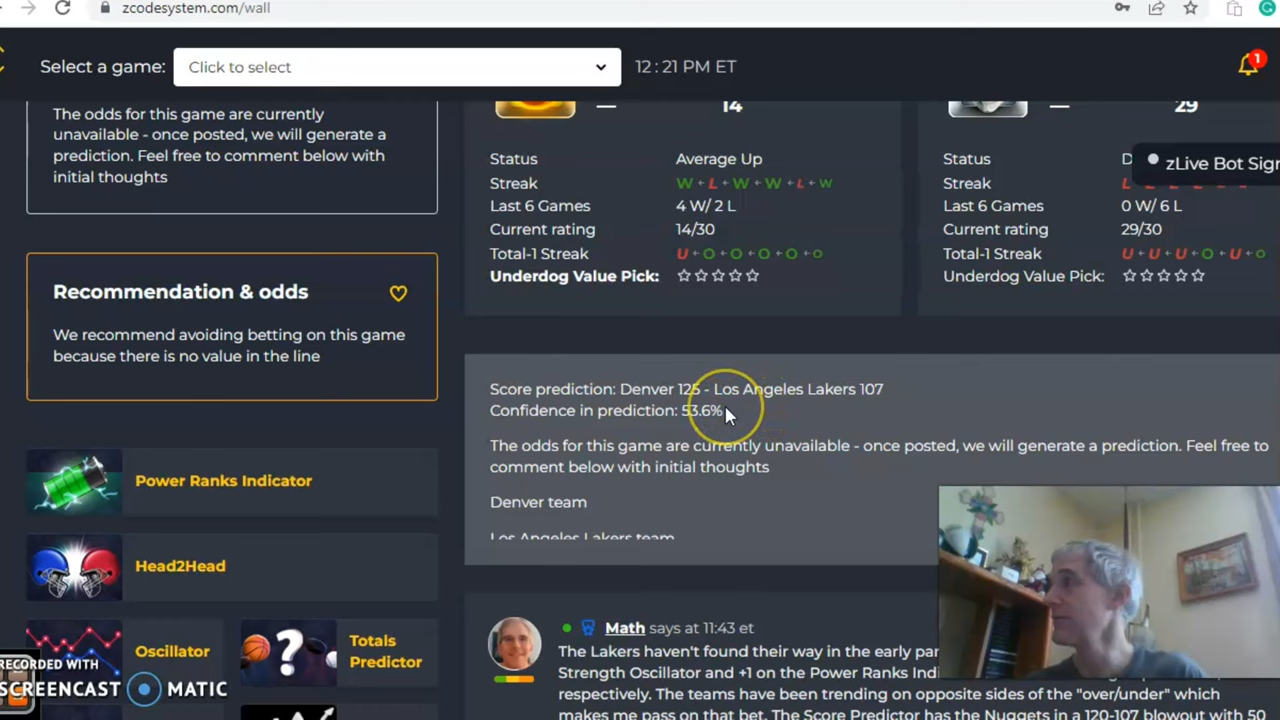 zcodesystem.com/wall
Select a game:
Click to select
12 : 21 PM ET
1
The odds for this game are currently
unavailable - once posted, we will generate a
prediction. Feel free to comment below with
initial thoughts
Recommendation & odds
We recommend avoiding betting on this game
because there is no value in the line
Power Ranks Indicator
Head2Head
Oscillator
Totals
Predictor
RECORDED WITH
SCREENCAST MATIC
14
Status Average Up
Streak W L W W L W
Last 6 Games 4 W/ 2 L
Current rating 14/30
Total-1 Streak U O O O O O
Underdog Value Pick:
29
Status D
zLive Bot Sign
Streak
Last 6 Games 0 W/ 6 L
Current rating 29/30
Total-1 Streak U U U O U O
Underdog Value Pick:
Score prediction: Denver 125 - Los Angeles Lakers 107
Confidence in prediction: 53.6%
The odds for this game are currently unavailable - once posted, we will generate a prediction. Feel free to
comment below with initial thoughts
Denver team
Los Angeles Lakers team
Math says at 11:43 et
The Lakers haven't found their way in the early par
Strength Oscillator and +1 on the Power Ranks Indi
respectively. The teams have been trending on opposite sides of the "over/under" which
makes me pass on that bet. The Score Predictor has the Nuggets in a 120-107 blowout with 50